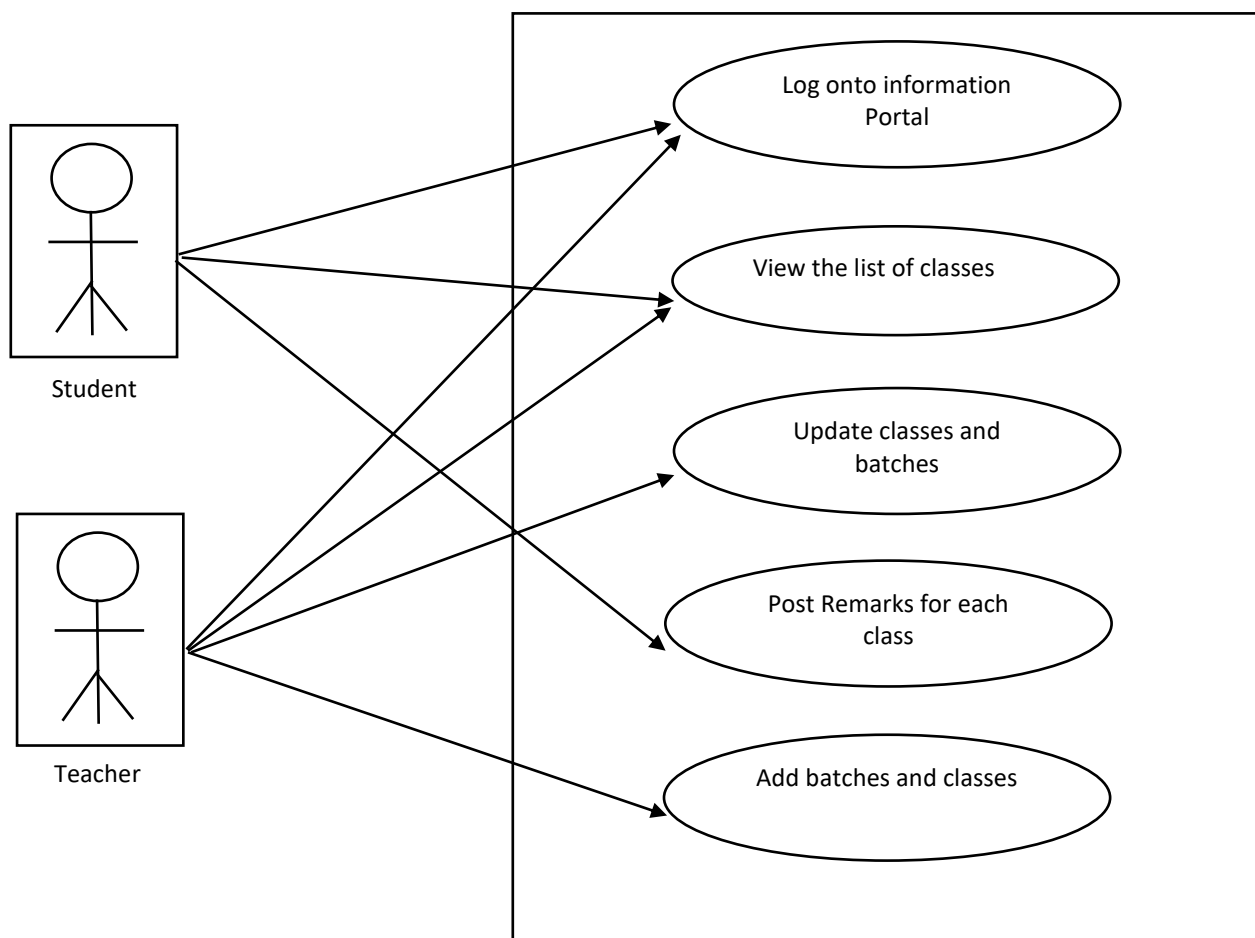 Log onto information
Portal
View the list of classes
Student
Update classes and
batches
Post Remarks for each
class
Teacher
Add batches and classes